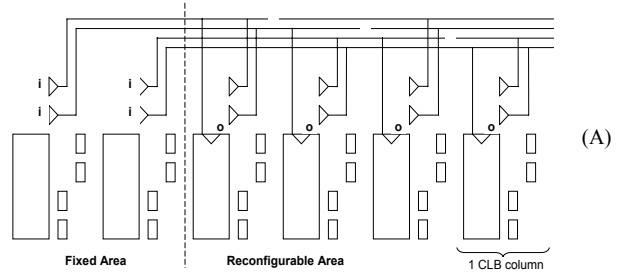 i i
i i
o o o o
(A)
Fixed Area Reconfigurable Area
1 CLB column